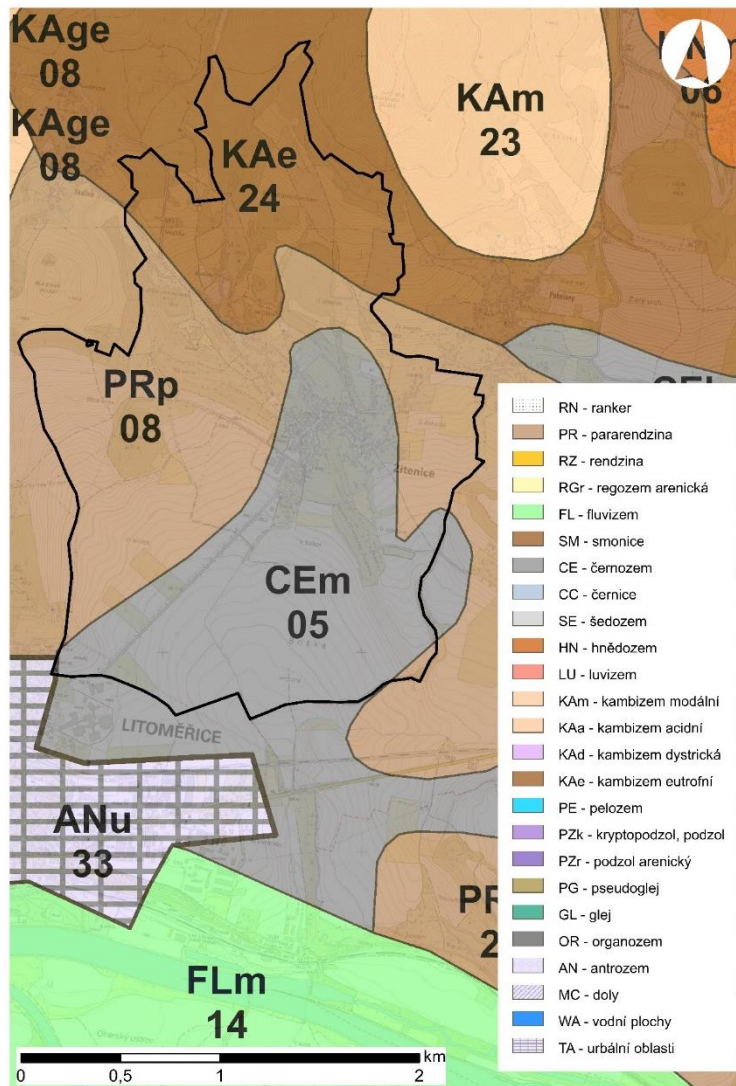 KAge
08
KAge
08
KAe
24
KAm
23
06
PRp
08
Žitenice
CEm
05
LITOMĚŘICE
ANu
33
PR
2
FLm
14
RN - ranker
PR - pararendzina
RZ - rendzina
RGr - regozem arenická
FL - fluvizem
SM - smonice
CE - černozem
CC - černice
SE - šedozem
HN - hnědozem
LU - luvizem
KAm - kambizem modální
KAa - kambizem acidní
KAd - kambizem dystrická
KAe - kambizem eutrofní
PE - pelozem
PZk - kryptopodzol, podzol
PZr - podzol arenický
PG - pseudoglej
GL - glej
OR - organozem
AN - antrozem
MC - doly
WA - vodní plochy
TA - urbální oblasti
km
0 0,5 1 2